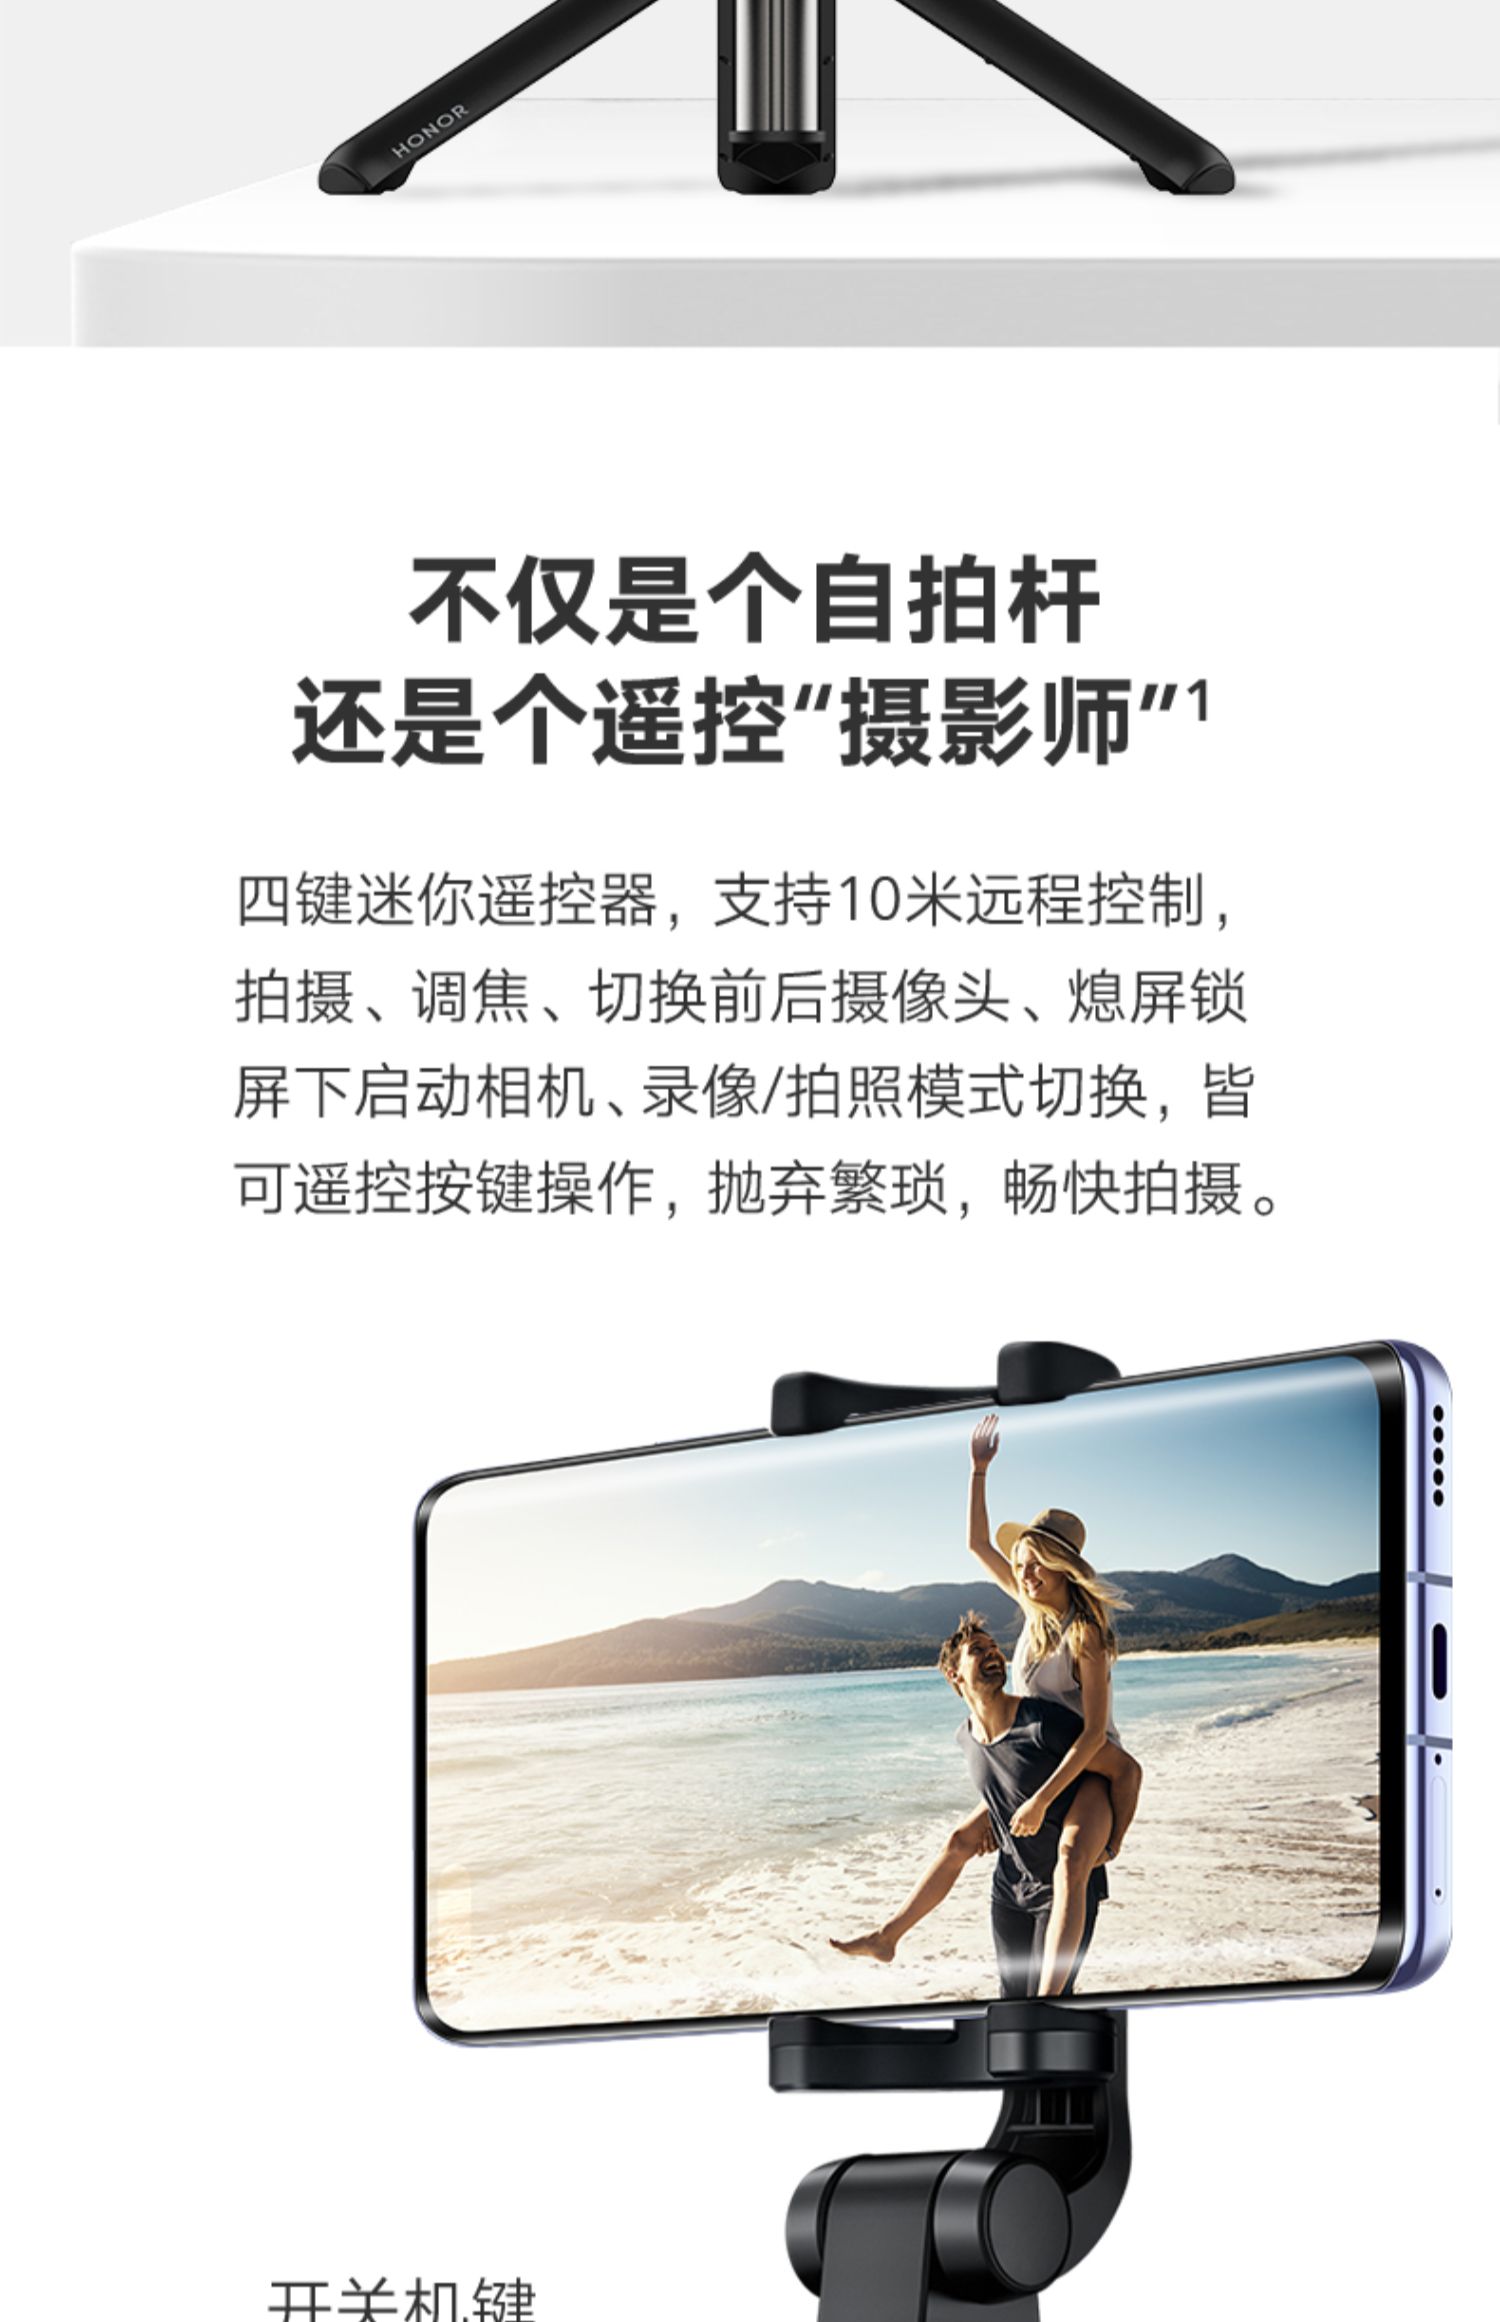 HONOR
不仅是个自拍杆
还是个遥控“摄影师”1
四键迷你遥控器，支持10米远程控制，
拍摄、调焦、切换前后摄像头、熄屏锁
屏下启动相机、录像/拍照模式切换，皆
可遥控按键操作，抛弃繁琐，畅快拍摄。
开关机键